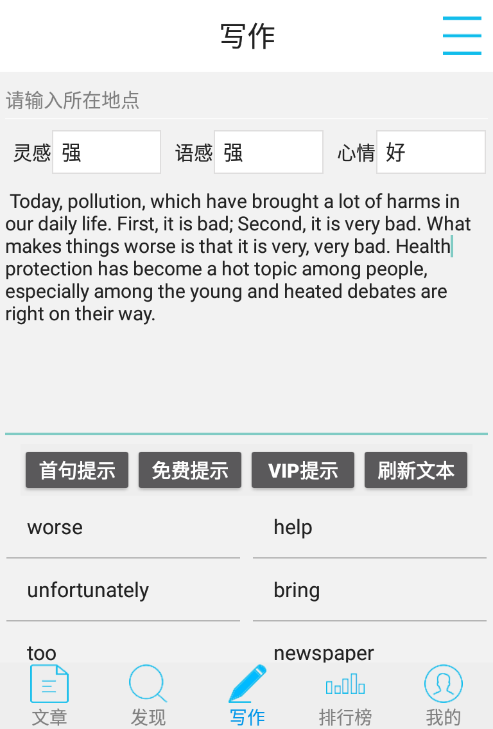 写作
请输入所在地点
灵感 强 语感 强 心情 好
Today, pollution, which have brought a lot of harms in
our daily life. First, it is bad; Second, it is very bad. What
makes things worse is that it is very, very bad. Health
protection has become a hot topic among people,
especially among the young and heated debates are
right on their way.
首句提示 免费提示 VIP提示 刷新文本
worse help
unfortunately bring
too newspaper
文章 发现 写作 排行榜 我的